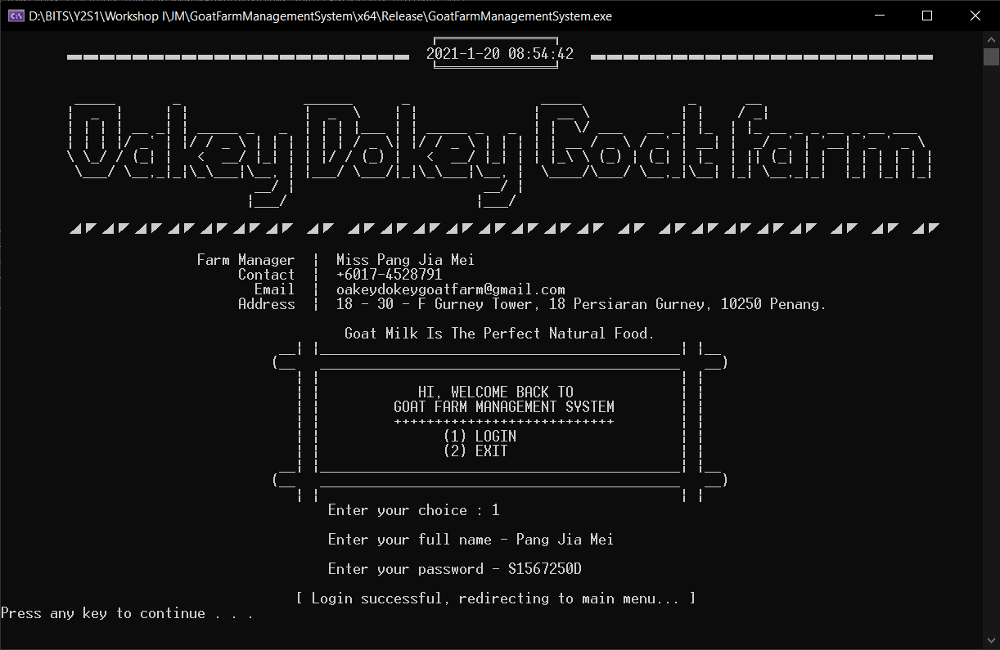 D:\BITS\Y2S1\Workshop I\JM\GoatFarmManagementSystem\x64\Release\GoatFarmManagementSystem.exe
2021-1-20 08:54:42
Oakey Dokey Goat farm
Farm Manager | Miss Pang Jia Mei
Contact | +6017-4528791
Email | oakeydokeygoatfarm@gmail.com
Address | 18 - 30 - F Gurney Tower, 18 Persiaran Gurney, 10250 Penang.
Goat Milk Is The Perfect Natural Food.
HI, WELCOME BACK TO
GOAT FARM MANAGEMENT SYSTEM
+++++++++++++++++++++++++++
(1) LOGIN
(2) EXIT
Enter your choice : 1
Enter your full name - Pang Jia Mei
Enter your password - S1567250D
[ Login successful, redirecting to main menu... ]
Press any key to continue . . .